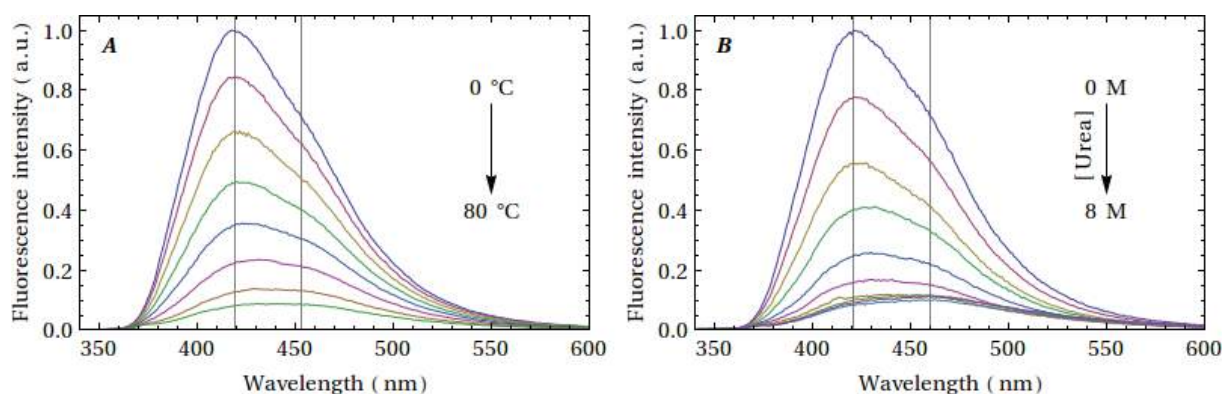 A
Fluorescence intensity ( a.u. )
1.0
0.8
0.6
0.4
0.2
0.0
0 °C
80 °C
350 400 450 500 550 600
Wavelength ( nm )
B
Fluorescence intensity ( a.u. )
1.0
0.8
0.6
0.4
0.2
0.0
0 M
[Urea]
8 M
350 400 450 500 550 600
Wavelength ( nm )